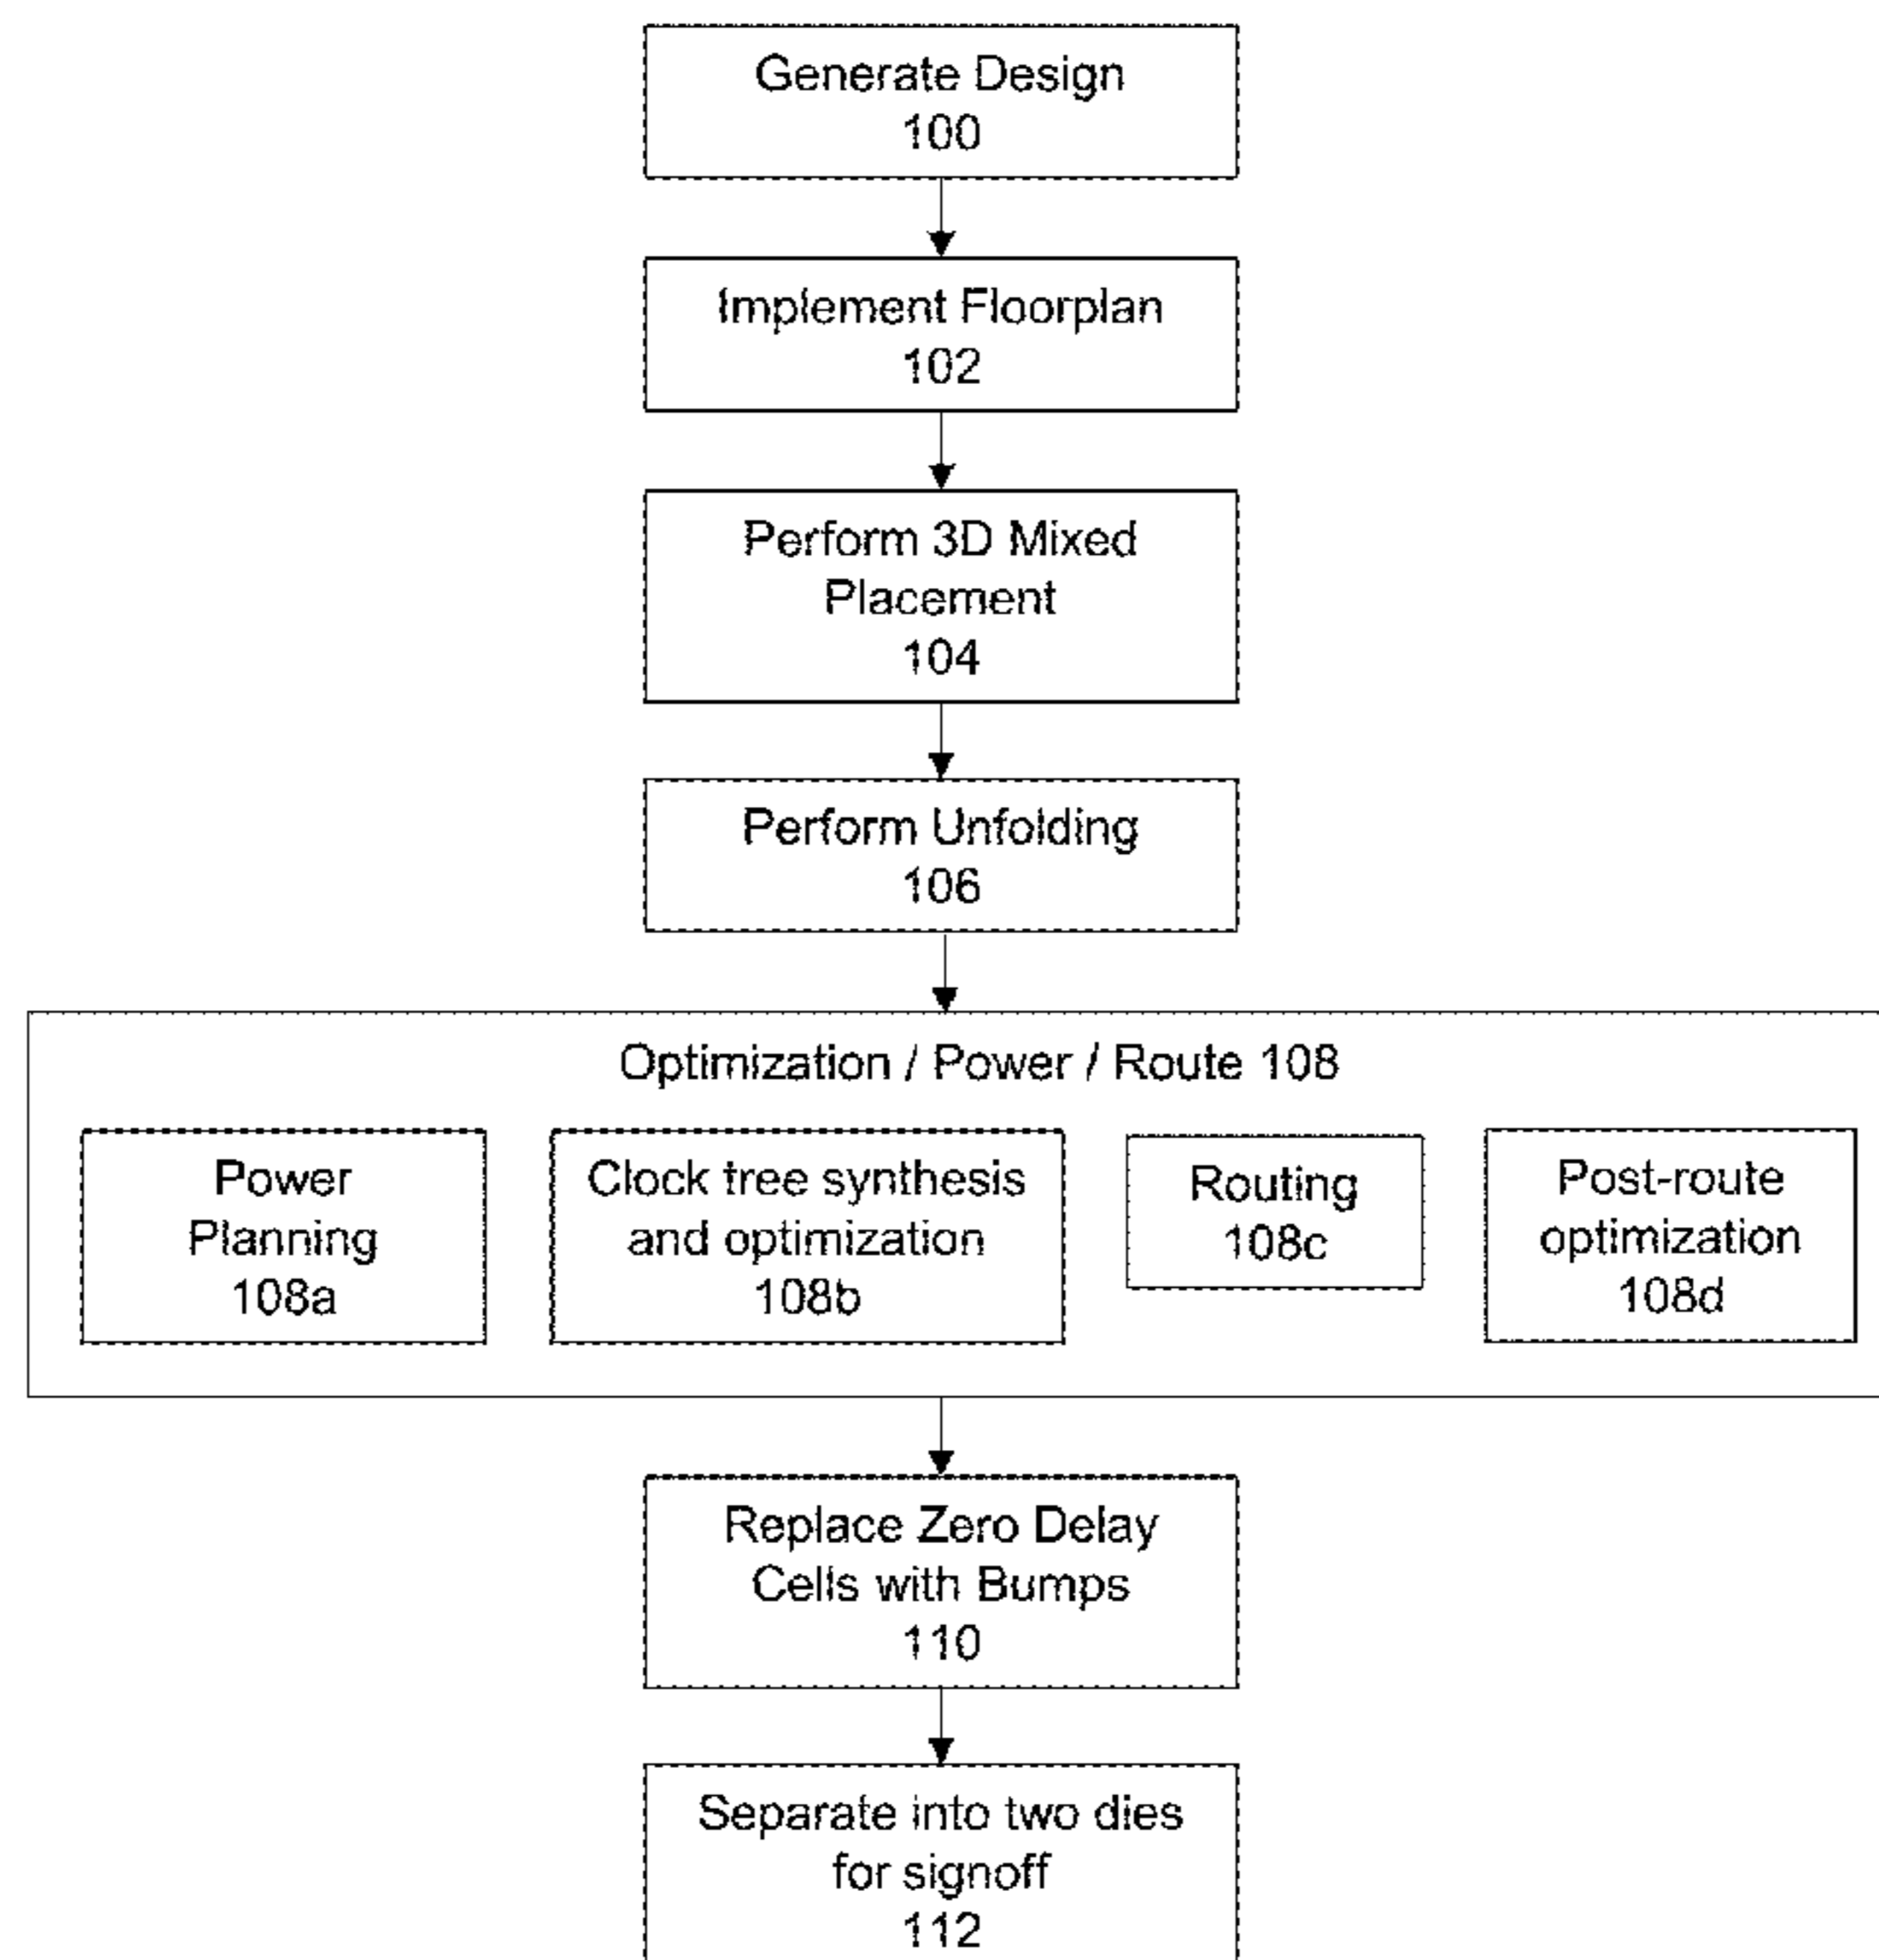 Generate Design
100
Implement Floorplan
102
Perform 3D Mixed
Placement
104
Perform Unfolding
106
Optimization / Power / Route 108
Power
Planning
108a
Clock tree synthesis
and optimization
108b
Routing
108c
Post-route
optimization
108d
Replace Zero Delay
Cells with Bumps
110
Separate into two dies
for signoff
112